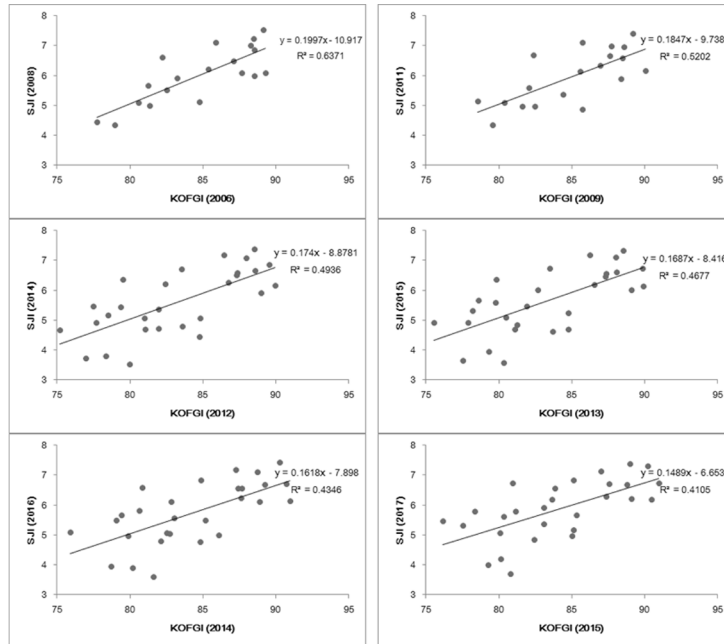 8
7
6
5
4
3
SJI (2008)
y = 0.1997x - 10.917
R² = 0.6371
75 80 85 90 95
KOFGI (2006)
8
7
6
5
4
3
SJI (2011)
y = 0.1847x - 9.738
R² = 0.5202
75 80 85 90 95
KOFGI (2009)
8
7
6
5
4
3
SJI (2014)
y = 0.174x - 8.8781
R² = 0.4936
75 80 85 90 95
KOFGI (2012)
8
7
6
5
4
3
SJI (2015)
y = 0.1687x - 8.416
R² = 0.4677
75 80 85 90 95
KOFGI (2013)
8
7
6
5
4
3
SJI (2016)
y = 0.1618x - 7.898
R² = 0.4346
75 80 85 90 95
KOFGI (2014)
8
7
6
5
4
3
SJI (2017)
y = 0.1489x - 6.653
R² = 0.4105
75 80 85 90 95
KOFGI (2015)